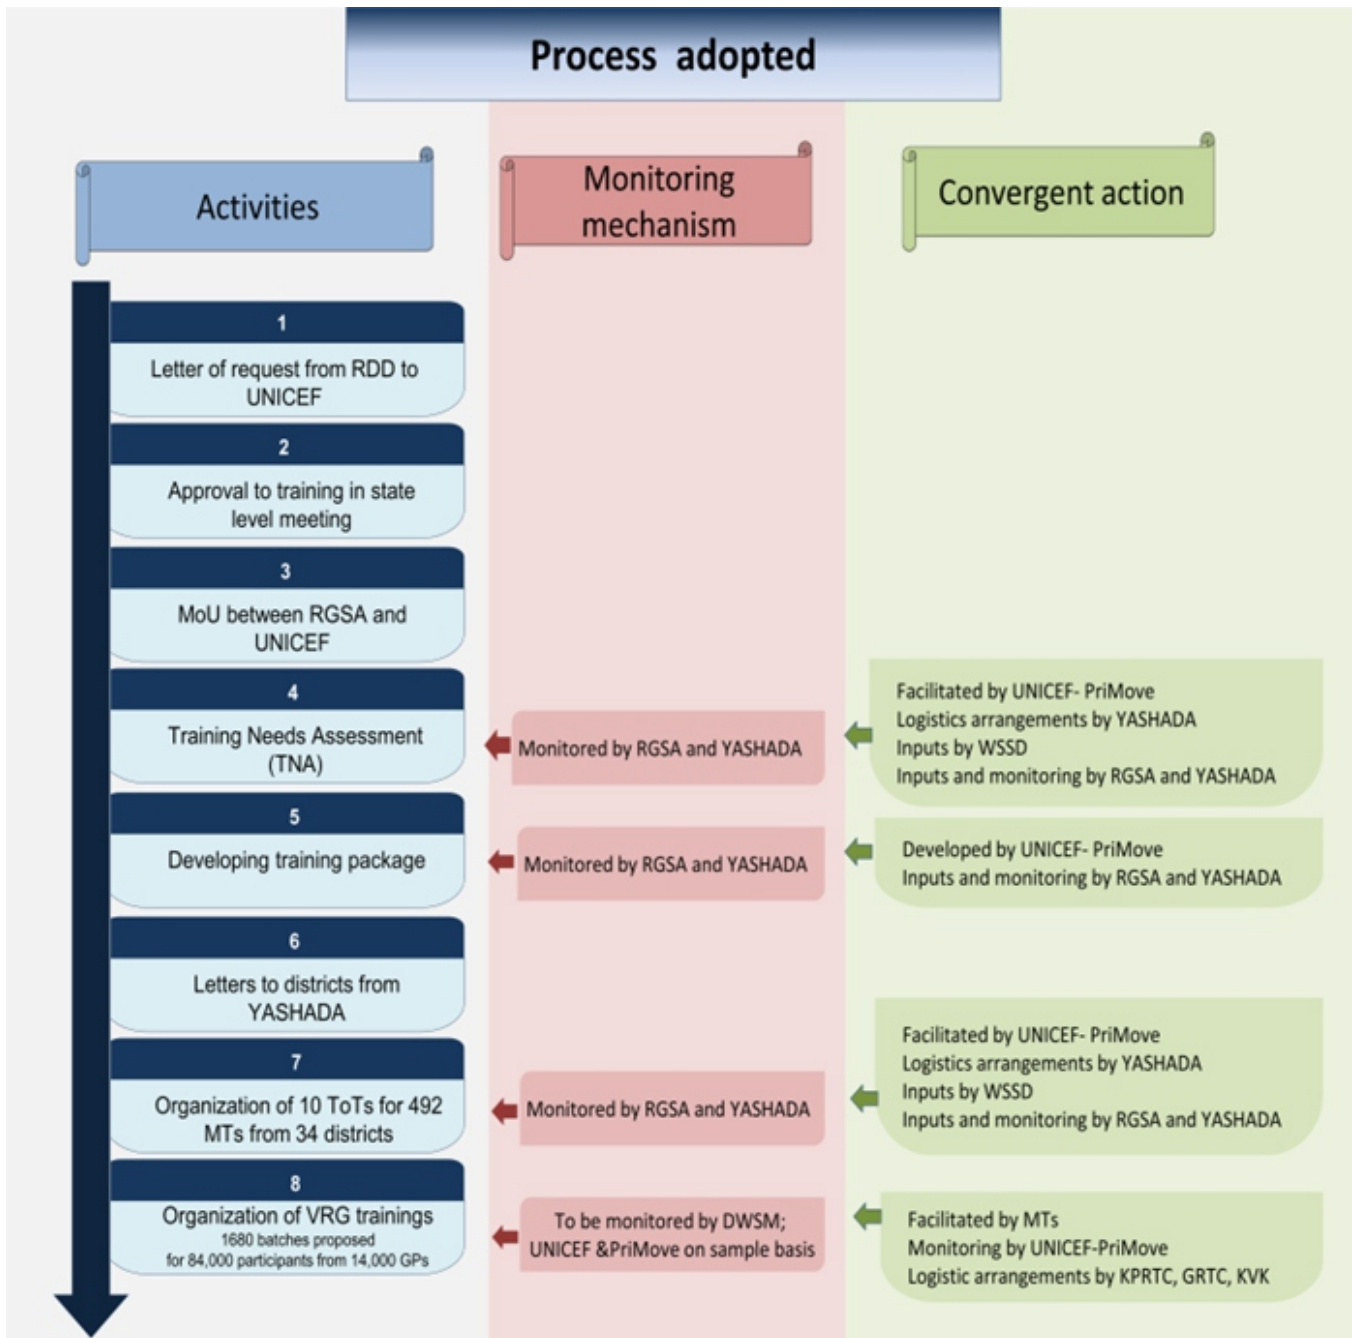 Process adopted
Activities
Monitoring
mechanism
Convergent action
1
Letter of request from RDD to
UNICEF
2
Approval to training in state
level meeting
3
MoU between RGSA and
UNICEF
4
Training Needs Assessment
(TNA)
Monitored by RGSA and YASHADA
Facilitated by UNICEF- PriMove
Logistics arrangements by YASHADA
Inputs by WSSD
Inputs and monitoring by RGSA and YASHADA
5
Developing training package
Monitored by RGSA and YASHADA
Developed by UNICEF- PriMove
Inputs and monitoring by RGSA and YASHADA
6
Letters to districts from
YASHADA
7
Organization of 10 ToTs for 492
MTs from 34 districts
Monitored by RGSA and YASHADA
Facilitated by UNICEF- PriMove
Logistics arrangements by YASHADA
Inputs by WSSD
Inputs and monitoring by RGSA and YASHADA
8
Organization of VRG trainings
1680 batches proposed
for 84,000 participants from 14,000 GPs
To be monitored by DWSM;
UNICEF &PriMove on sample basis
Facilitated by MTs
Monitoring by UNICEF-PriMove
Logistic arrangements by KPRTC, GRTC, KVK